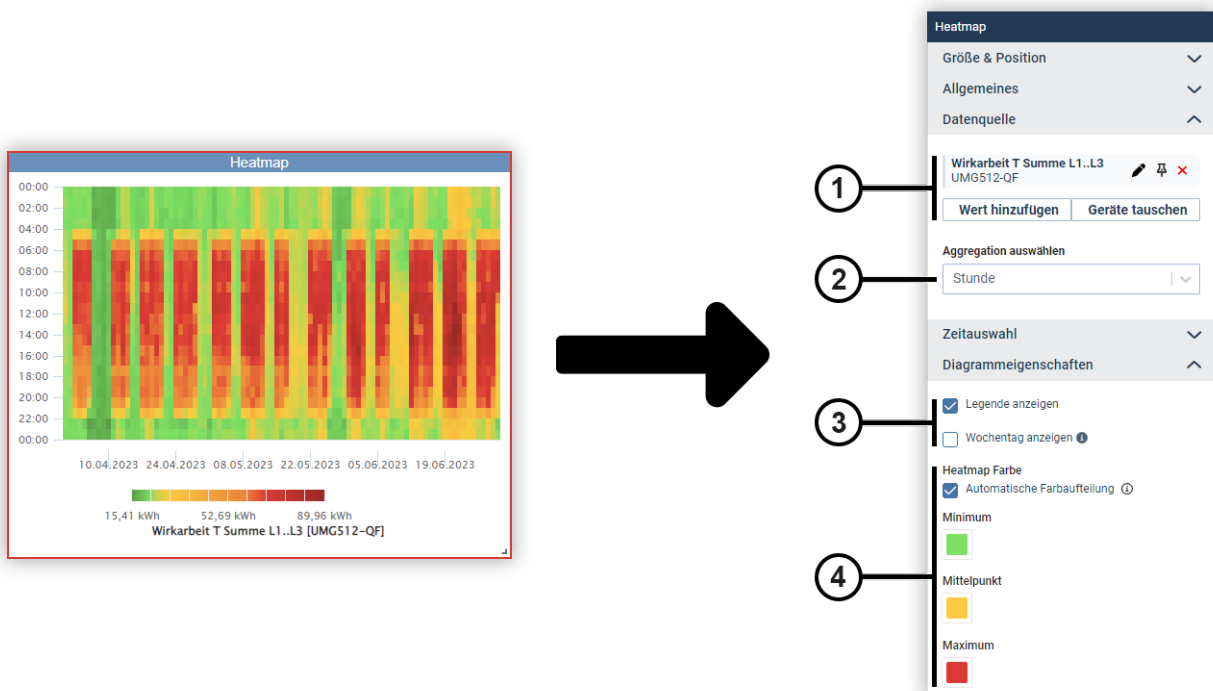 Heatmap
00:00
02:00
04:00
06:00
08:00
10:00
12:00
14:00
16:00
18:00
20:00
22:00
00:00
10.04.2023 24.04.2023 08.05.2023 22.05.2023 05.06.2023 19.06.2023
15,41 kWh 52,69 kWh 89,96 kWh
Wirkarbeit T Summe L1..L3 [UMG512-QF]
Heatmap
Größe & Position
Allgemeines
Datenquelle
1
Wirkarbeit T Summe L1..L3
UMG512-QF
Wert hinzufügen Geräte tauschen
Aggregation auswählen
2
Stunde
Zeitauswahl
Diagrammeigenschaften
3
Legende anzeigen
Wochentag anzeigen
4
Heatmap Farbe
Automatische Farbaufteilung
Minimum
Mittelpunkt
Maximum